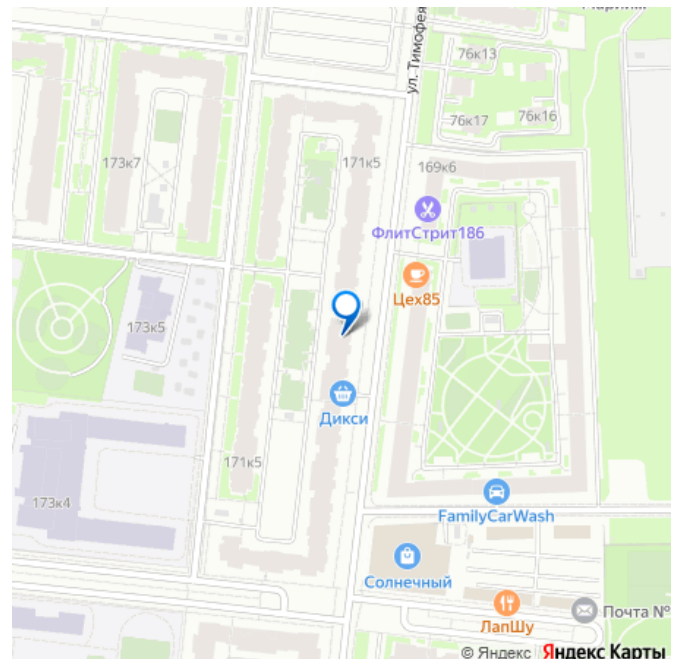 76к13
ул. Тимофея
76к17
76к16
173к7
171к5
169к6
ФлитСтрит186
Цех85
173к5
Дикси
171к5
173к4
FamilyCarWash
Солнечный
ЛапШу
Почта №
© Яндекс Яндекс Карты